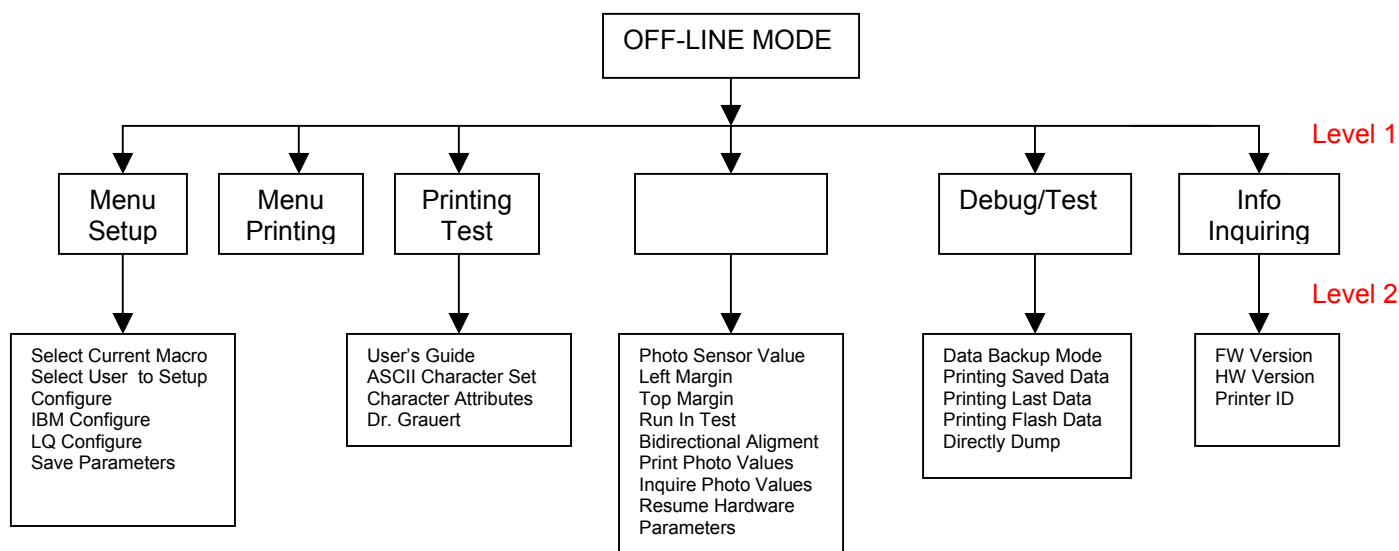 OFF-LINE MODE
Level 1
Menu
Setup
Menu
Printing
Printing
Test
Debug/Test
Info
Inquiring
Level 2
Select Current Macro
Select User to Setup
Configure
IBM Configure
LQ Configure
Save Parameters
User's Guide
ASCII Character Set
Character Attributes
Dr. Grauert
Photo Sensor Value
Left Margin
Top Margin
Run In Test
Bidirectional Aligment
Print Photo Values
Inquire Photo Values
Resume Hardware
Parameters
Data Backup Mode
Printing Saved Data
Printing Last Data
Printing Flash Data
Directly Dump
FW Version
HW Version
Printer ID